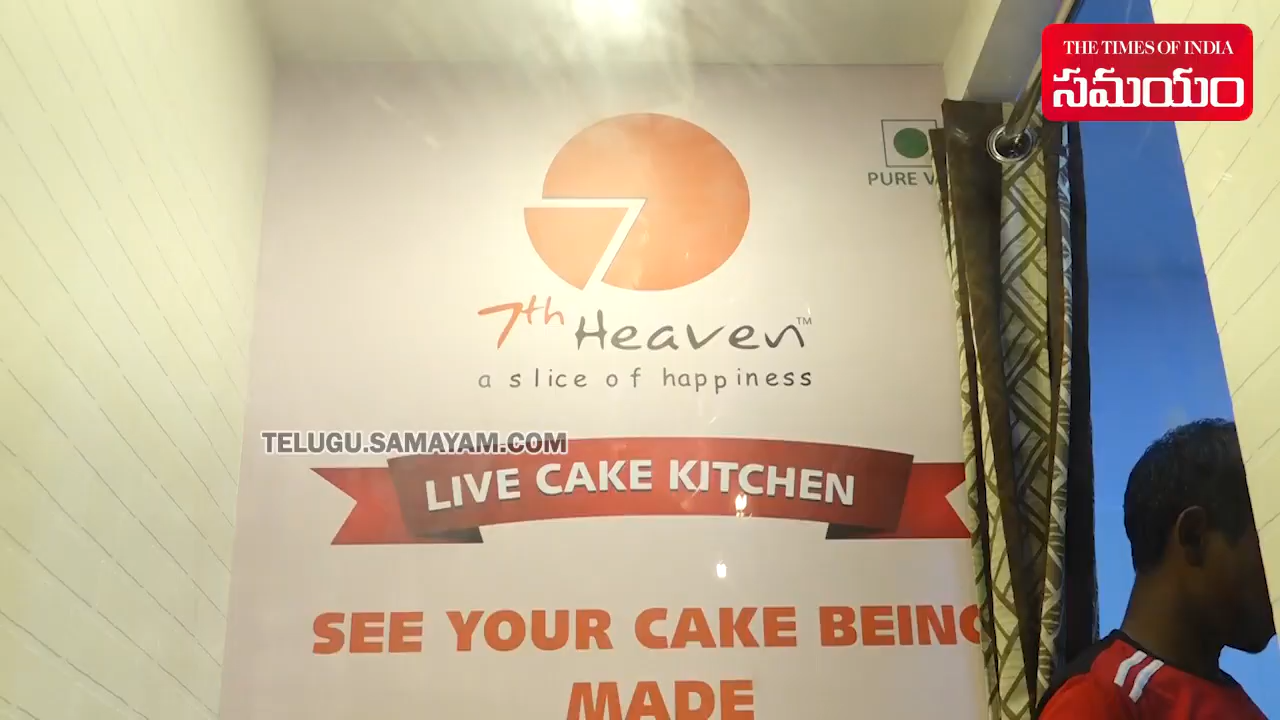 THE TIMES OF INDIA
సమయం
PURE
7th Heaven™
a slice of happiness
TELUGU.SAMAYAM.COM
LIVE CAKE KITCHEN
SEE YOUR CAKE BEING
MADE